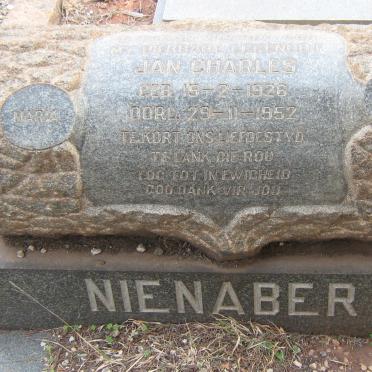 JAN CHARLES
GEB. 15-2-1926
OORL. 29-11-1952
TE KORT ONS LIEFDESTYD
TE LANK DIE ROU
TOG TOT IN EWIGHEID
GOD DANK VIR JOU
MARIA
NIENABER